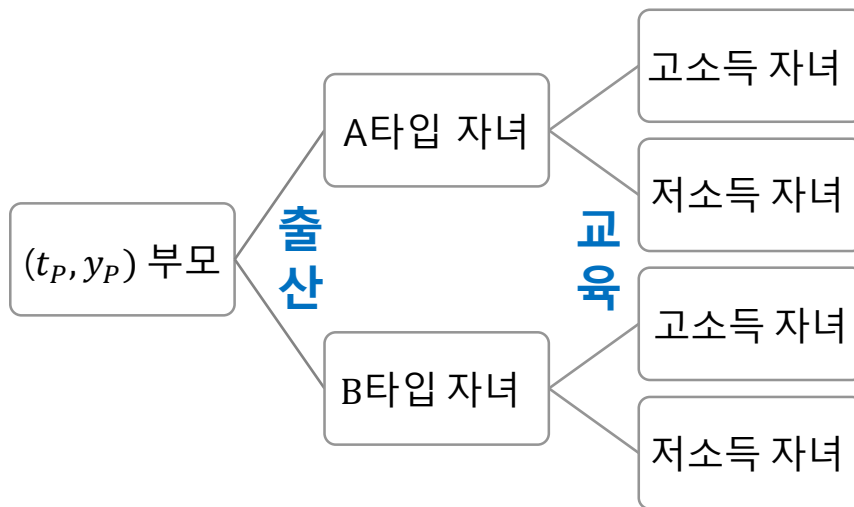 (t_P, y_P) 부모
출산
A타입 자녀
B타입 자녀
교육
고소득 자녀
저소득 자녀
고소득 자녀
저소득 자녀